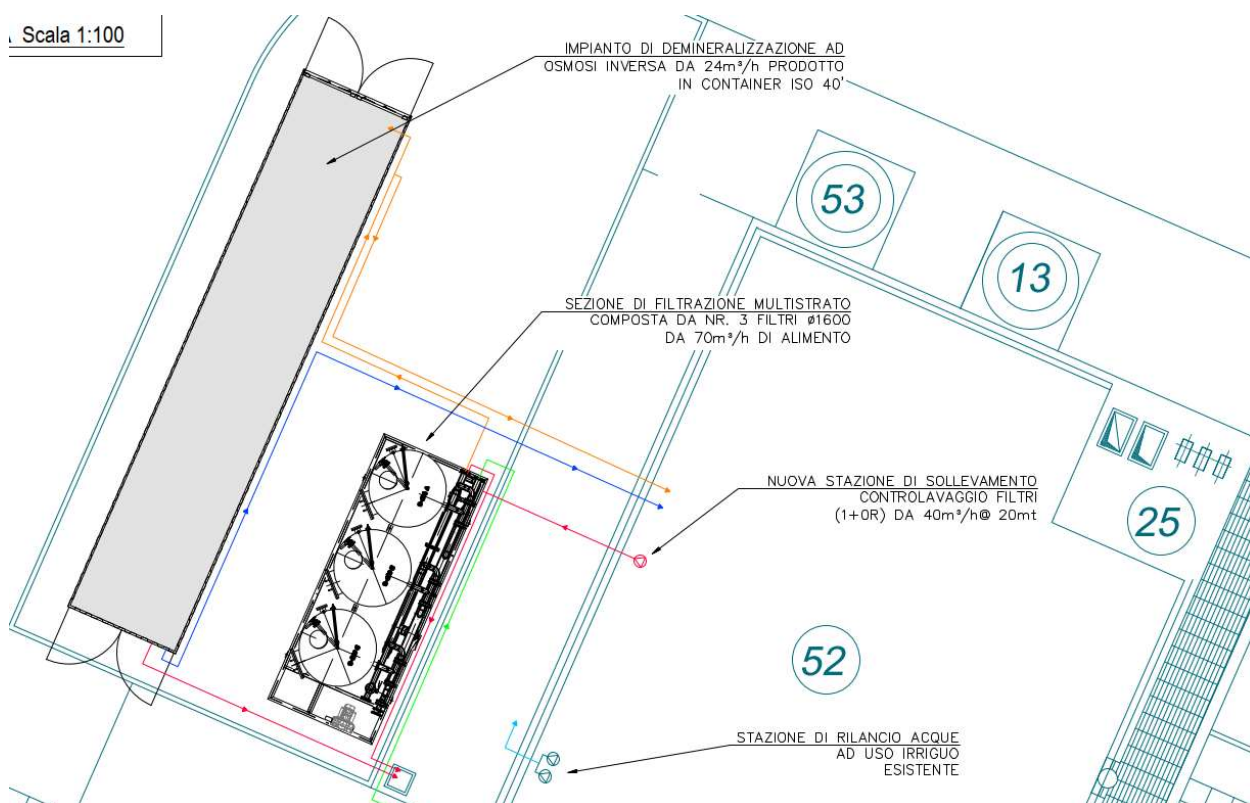 Scala 1:100
IMPIANTO DI DEMINERALIZZAZIONE AD
OSMOSI INVERSA DA 24m³/h PRODOTTO
IN CONTAINER ISO 40'
53
13
SEZIONE DI FILTRAZIONE MULTISTRATO
COMPOSTA DA NR. 3 FILTRI ø1600
DA 70m³/h DI ALIMENTO
NUOVA STAZIONE DI SOLLEVAMENTO
CONTROLAVAGGIO FILTRI
(1+0R) DA 40m³/h@ 20mt
25
52
STAZIONE DI RILANCIO ACQUE
AD USO IRRIGUO
ESISTENTE